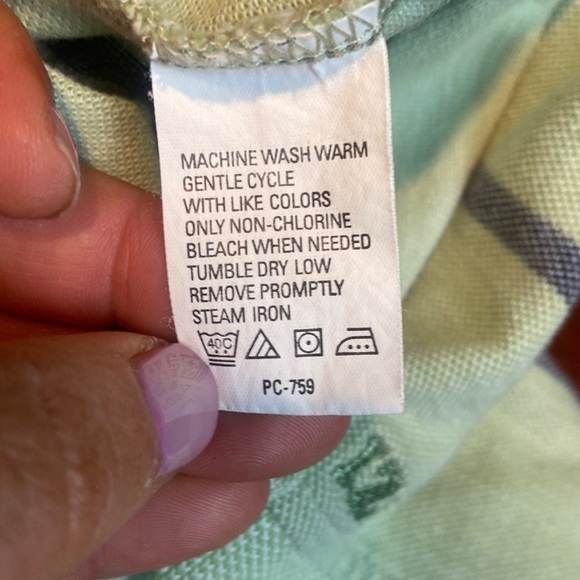 MACHINE WASH WARM
GENTLE CYCLE
WITH LIKE COLORS
ONLY NON-CHLORINE
BLEACH WHEN NEEDED
TUMBLE DRY LOW
REMOVE PROMPTLY
STEAM IRON
40C
PC-759